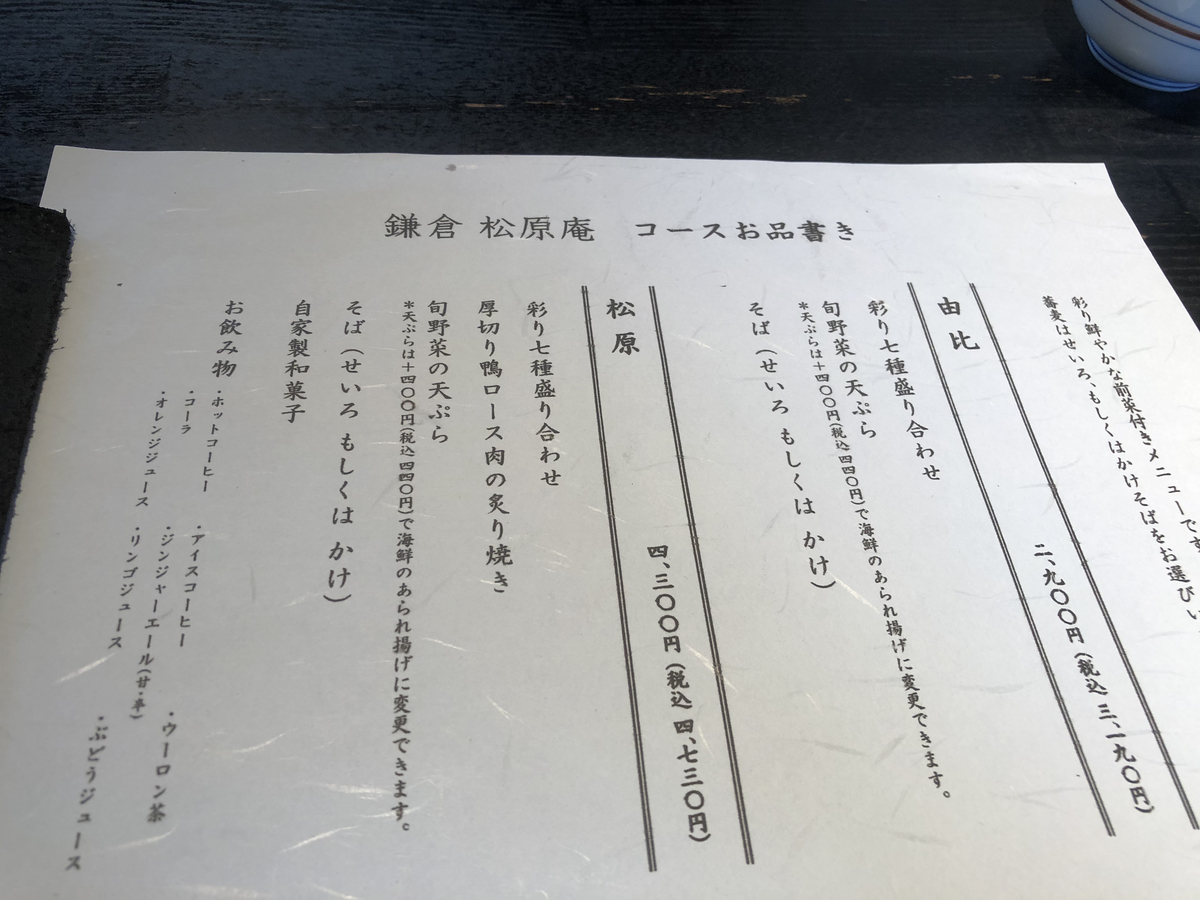 鎌倉 松原庵 コースお品書き
彩り鮮やかな前菜付きメニューです
蕎麦はせいろ、もしくはかけそばをお選びい
由比 二、九〇〇円(税込 三、一九〇円)
彩り七種盛り合わせ
旬野菜の天ぷら
*天ぷらは+四〇〇円(税込 四四〇円)で海鮮のあられ揚げに変更できます。
そば(せいろ もしくは かけ)
松原 四、三〇〇円(税込 四、七三〇円)
彩り七種盛り合わせ
厚切り鴨ロース肉の炙り焼き
旬野菜の天ぷら
*天ぷらは+四〇〇円(税込 四四〇円)で海鮮のあられ揚げに変更できます。
そば(せいろ もしくは かけ)
自家製和菓子
お飲み物
・ホットコーヒー ・アイスコーヒー ・ウーロン茶
・コーラ ・ジンジャーエール(甘・辛)
・オレンジジュース ・リンゴジュース ・ぶどうジュース